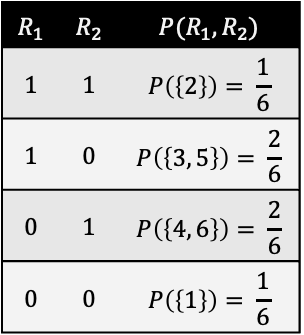 R₁ R₂ P(R₁, R₂)
1 1 P({2}) = 1/6
1 0 P({3, 5}) = 2/6
0 1 P({4, 6}) = 2/6
0 0 P({1}) = 1/6